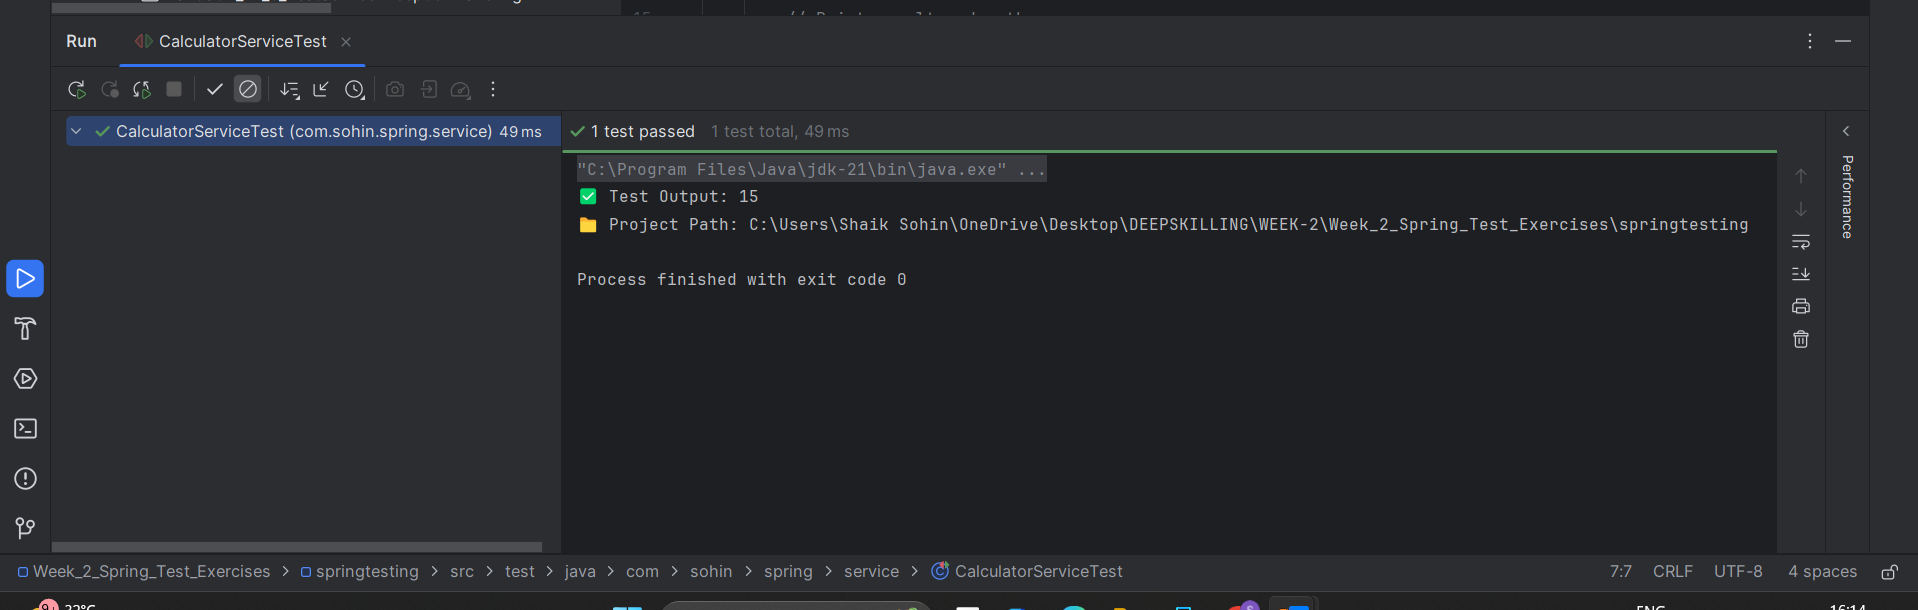 Run CalculatorServiceTest
CalculatorServiceTest (com.sohin.spring.service) 49 ms
1 test passed 1 test total, 49 ms
"C:\Program Files\Java\jdk-21\bin\java.exe" ...
Test Output: 15
Project Path: C:\Users\Shaik Sohin\OneDrive\Desktop\DEEPSKILLING\WEEK-2\Week_2_Spring_Test_Exercises\springtesting
Process finished with exit code 0
Performance
Week_2_Spring_Test_Exercises > springtesting > src > test > java > com > sohin > spring > service > CalculatorServiceTest
7:7 CRLF UTF-8 4 spaces